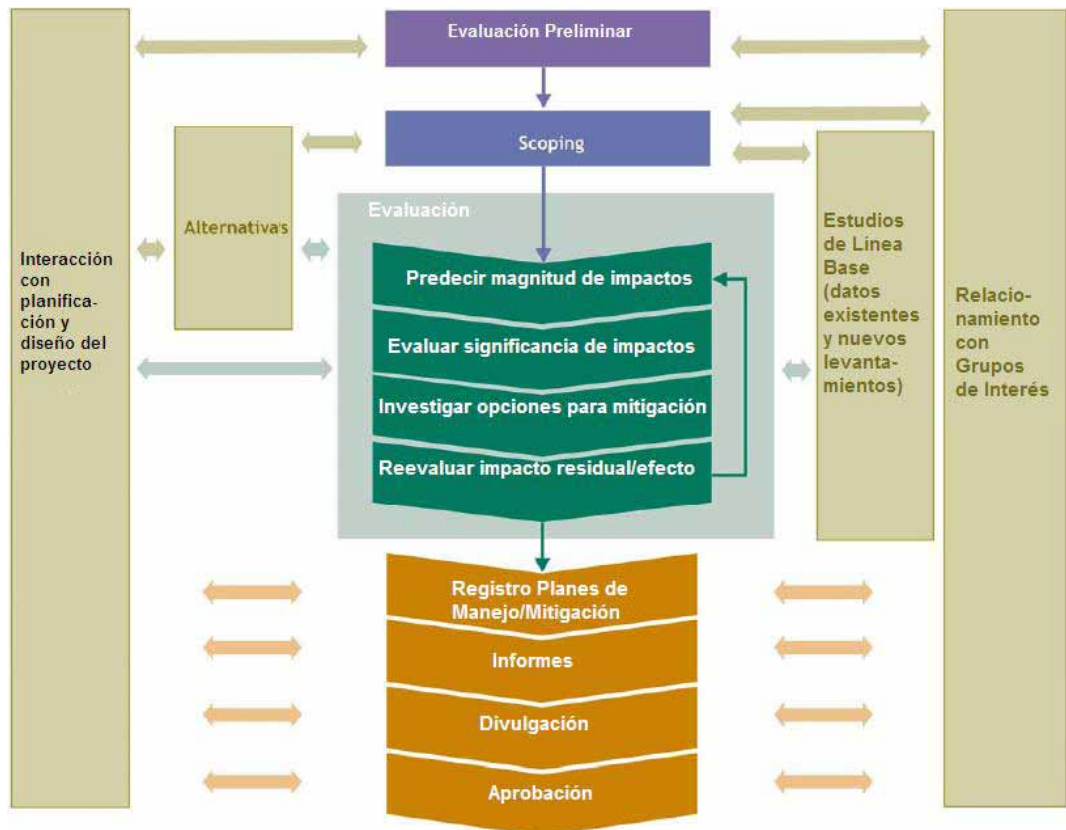 Evaluación Preliminar
Scoping
Alternativas
Interacción
con
planifica-
ción y
diseño del
proyecto
Evaluación
Predecir magnitud de impactos
Evaluar significancia de impactos
Investigar opciones para mitigación
Reevaluar impacto residual/efecto
Estudios
de Línea
Base
(datos
existentes
y nuevos
levanta-
mientos)
Relacio-
namiento
con
Grupos
de Interés
Registro Planes de
Manejo/Mitigación
Informes
Divulgación
Aprobación